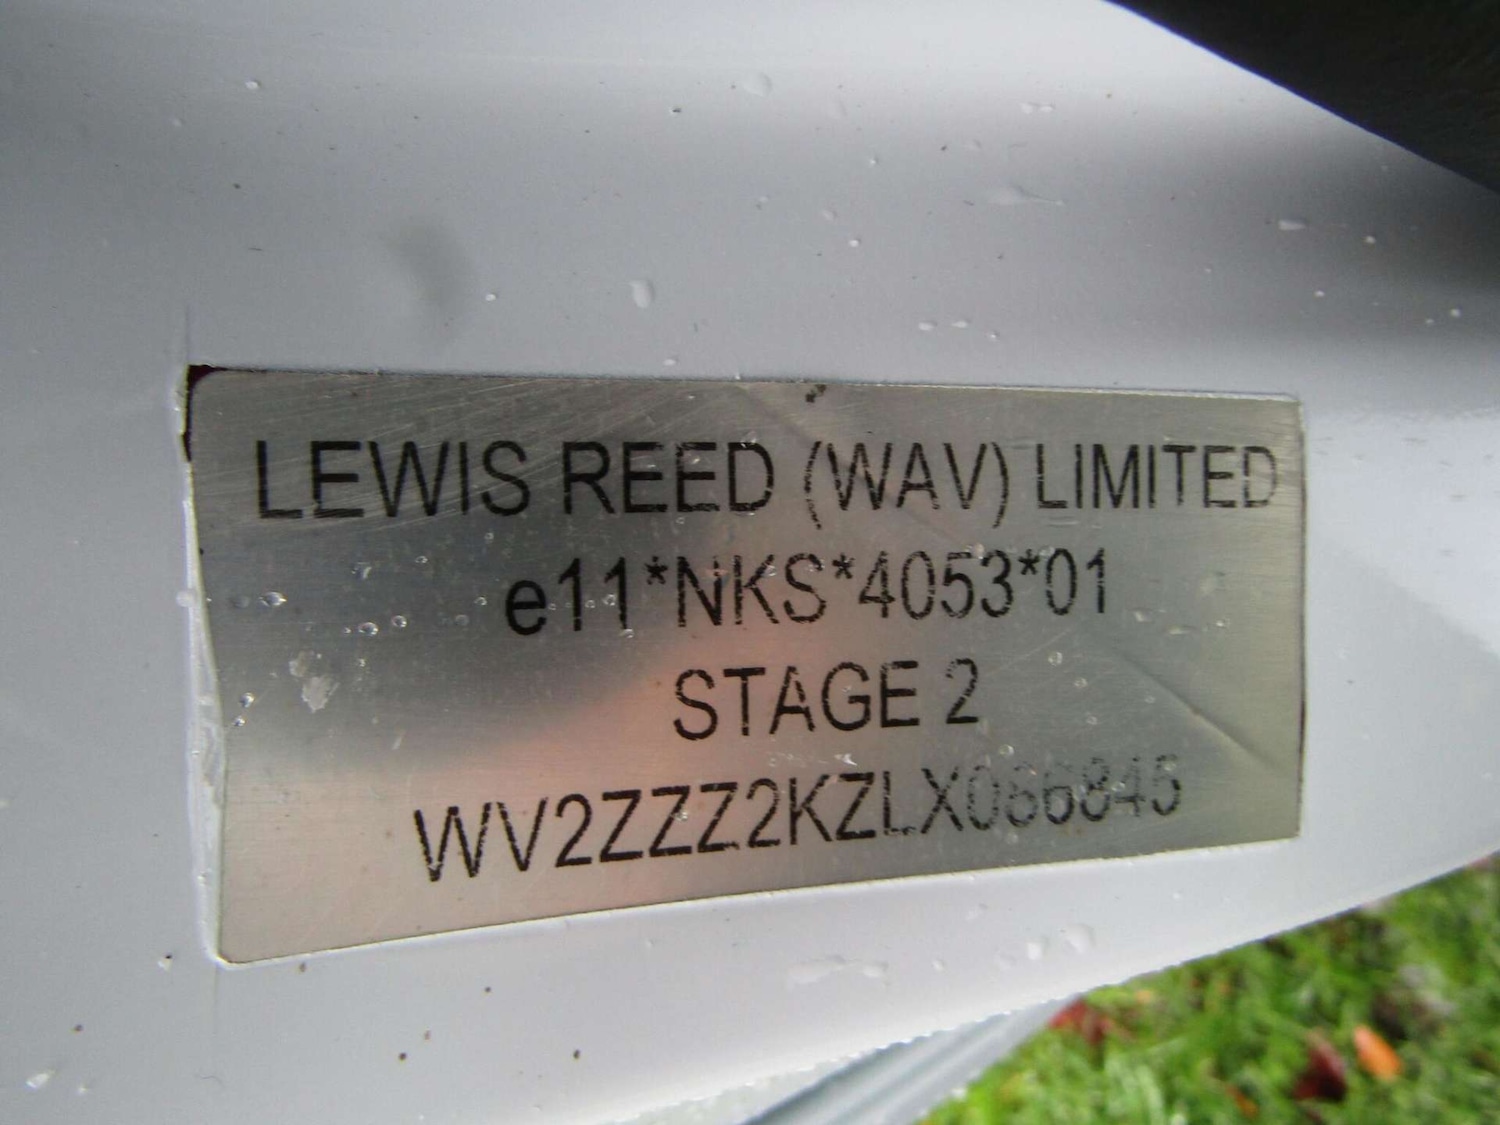 LEWIS REED (WAV) LIMITED
e11*NKS*4053*01
STAGE 2
WV2ZZZ2KZLX066845